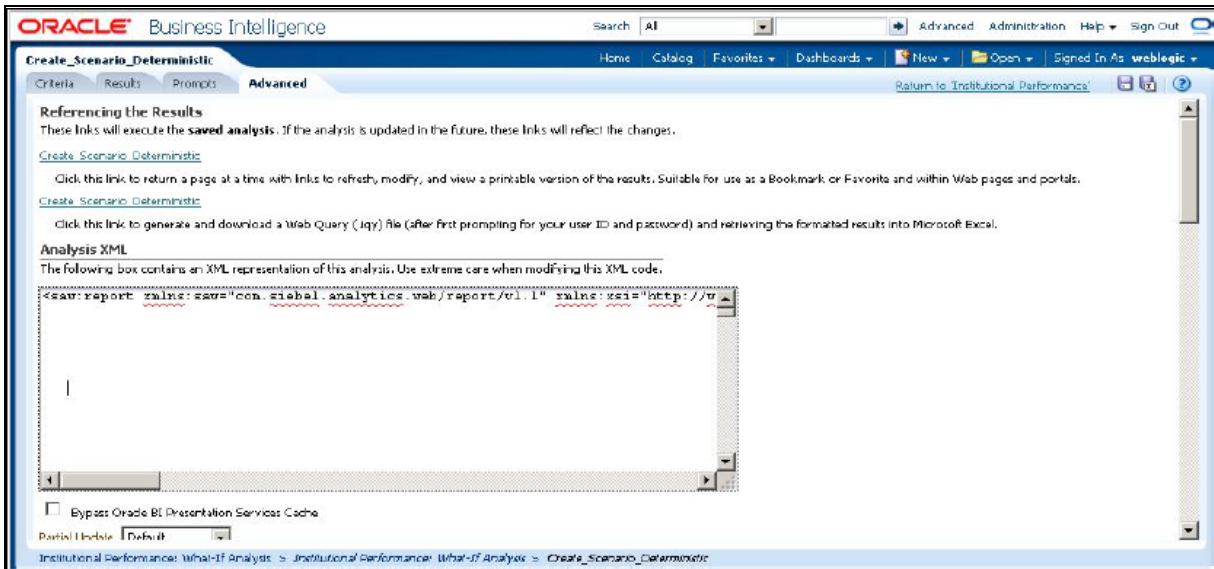 ORACLE Business Intelligence
Search All Advanced Administration Help Sign Out
Create_Scenario_Deterministic
Home Catalog Favorites Dashboards New Open Signed In As weblogic
Criteria Results Prompts Advanced
Return to 'Institutional Performance'
Referencing the Results
These links will execute the saved analysis. If the analysis is updated in the future, these links will reflect the changes.
Create Scenario Deterministic
Click this link to return a page at a time with links to refresh, modify, and view a printable version of the results. Suitable for use as a Bookmark or Favorite and within Web pages and portals.
Create Scenario Deterministic
Click this link to generate and download a Web Query (.iqy) file (after first prompting for your user ID and password) and retrieving the formatted results into Microsoft Excel.
Analysis XML
The following box contains an XML representation of this analysis. Use extreme care when modifying this XML code.
<saw:report xmlns:saw="com.siebel.analytics.web/report/v1.1" xmlns:xsi="http://w
Bypass Oracle BI Presentation Services Cache
Partial Update Default
Institutional Performance: What-If Analysis > Institutional Performance: What-If Analysis > Create_Scenario_Deterministic